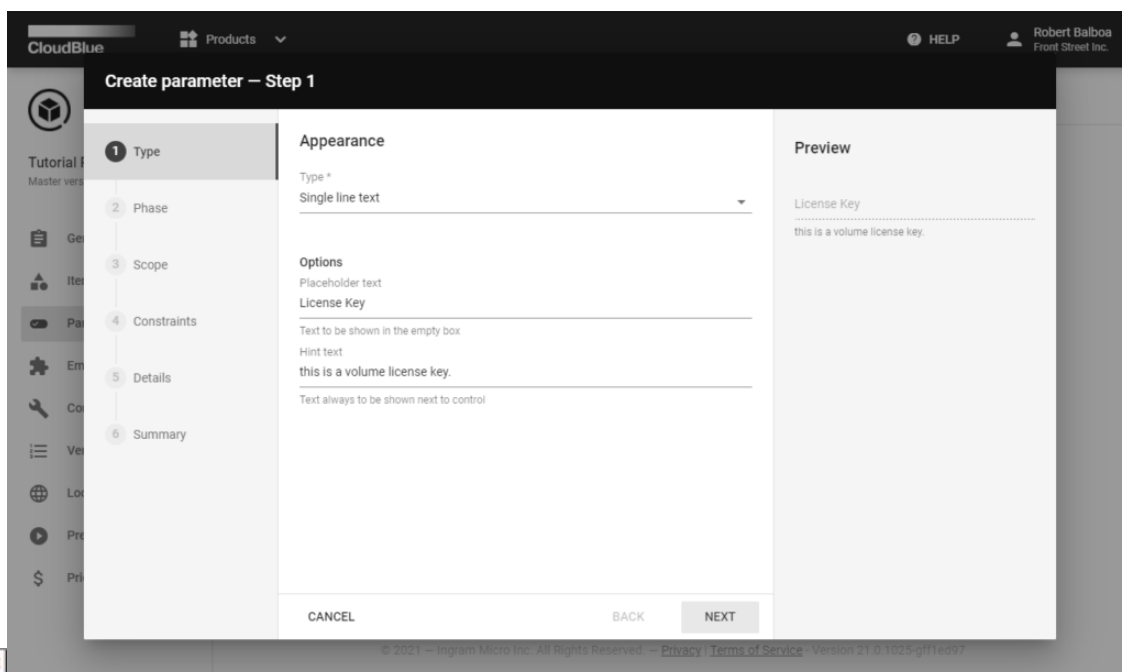 CloudBlue
Products
HELP
Robert Balboa
Front Street Inc.
Create parameter — Step 1
Tutorial
Master vers
1 Type
2 Phase
3 Scope
4 Constraints
5 Details
6 Summary
Appearance
Type *
Single line text
Options
Placeholder text
License Key
Text to be shown in the empty box
Hint text
this is a volume license key.
Text always to be shown next to control
Preview
License Key
this is a volume license key.
CANCEL
BACK
NEXT
© 2021 — Ingram Micro Inc. All Rights Reserved. — Privacy | Terms of Service - Version 21.0.1025-gff1ed97